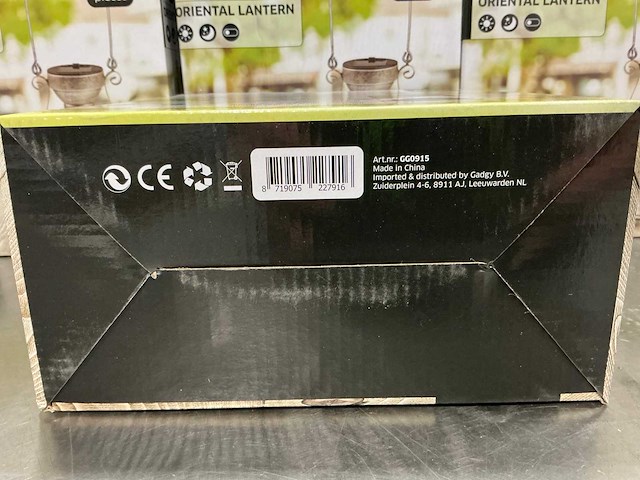 ORIENTAL LANTERN
ORIENTAL LANTERN
CE
8 719075 227916
Art.nr.: GG0915
Made in China
Imported & distributed by Gadgy B.V.
Zuiderplein 4-6, 8911 AJ, Leeuwarden NL